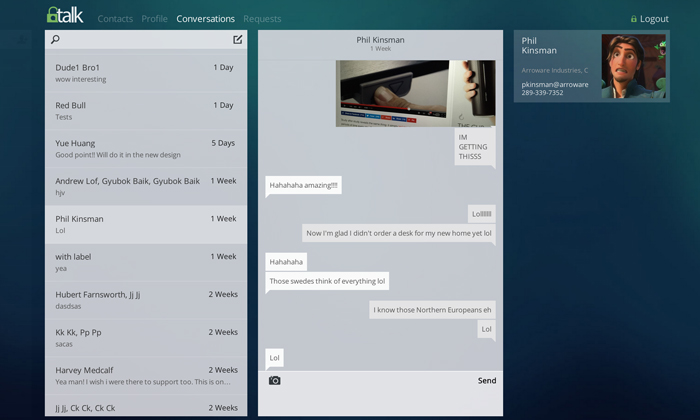 talk
Contacts
Profile
Conversations
Requests
Logout
Dude1 Bro1
1 Day
wow interesting
Red Bull
1 Day
Tests
Yue Huang
5 Days
Good point!! Will do it in the new design
Andrew Lof, Gyubok Baik, Gyubok Baik
1 Week
hjv
Phil Kinsman
1 Week
Lol
with label
1 Week
yea
Hubert Farnsworth, Jj Jj
2 Weeks
dasdsas
Kk Kk, Pp Pp
2 Weeks
sacas
Harvey Medcalf
2 Weeks
Yea man! I wish i were there to support too. This is on...
Jj Jj, Ck Ck, Ck Ck
2 Weeks
Phil Kinsman
1 Week
IM
GETTING
THISSS
Hahahaha amazing!!!!
Lolllllll
Now i'm glad I didn't order a desk for my new home yet lol
Hahahaha
Those swedes think of everything lol
I know those Northern Europeans eh
Lol
Lol
Send
Phil
Kinsman
Arroware Industries, C
pkinsman@arroware
289-339-7352